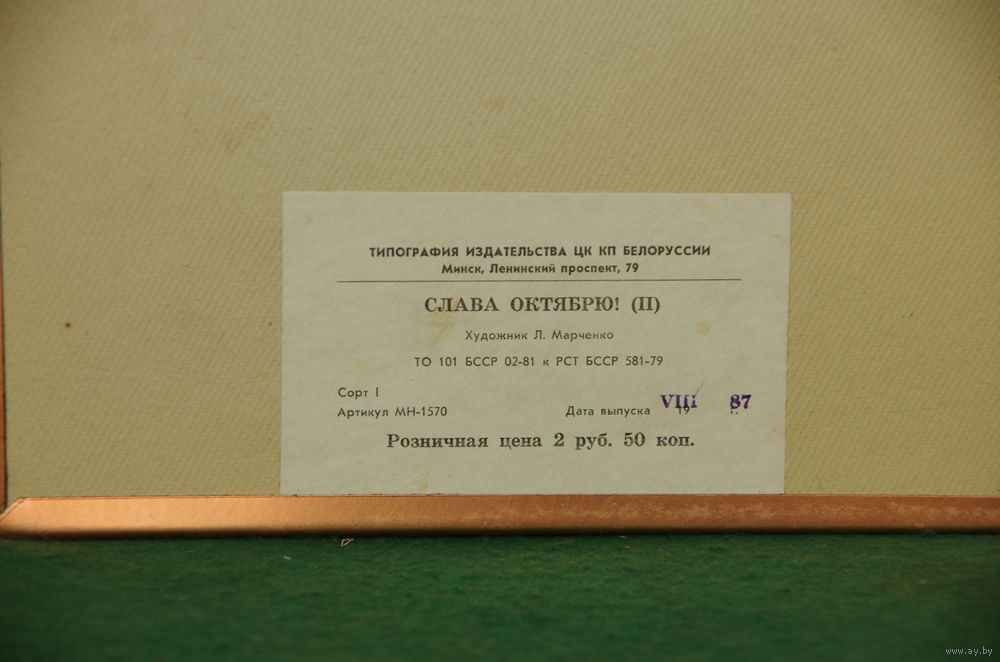 ТИПОГРАФИЯ ИЗДАТЕЛЬСТВА ЦК КП БЕЛОРУССИИ
Минск, Ленинский проспект, 79
СЛАВА ОКТЯБРЮ! (II)
Художник Л. Марченко
ТО 101 БССР 02-81 к РСТ БССР 581-79
Сорт I
Артикул МН-1570 Дата выпуска VIII 19 87
Розничная цена 2 руб. 50 коп.
www.ay.by